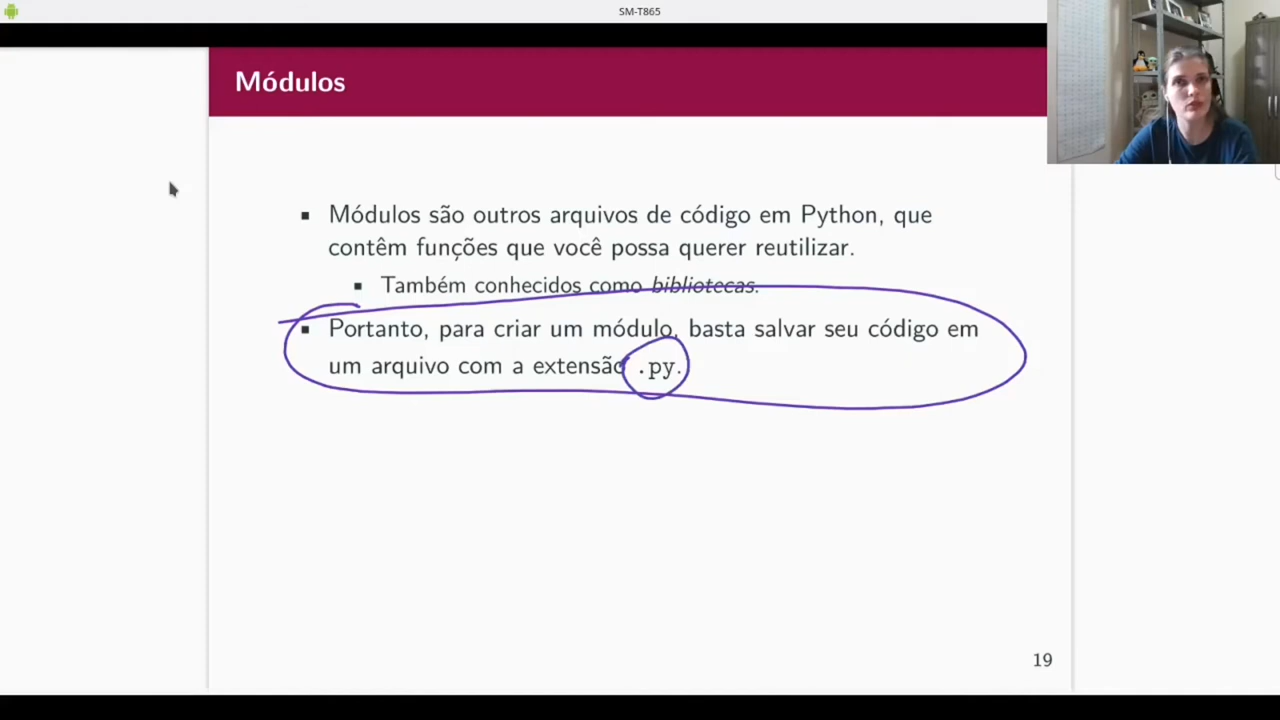 SM-T865
Módulos
▪ Módulos são outros arquivos de código em Python, que
contêm funções que você possa querer reutilizar.
▪ Também conhecidos como bibliotecas.
▪ Portanto, para criar um módulo, basta salvar seu código em
um arquivo com a extensão .py.
19